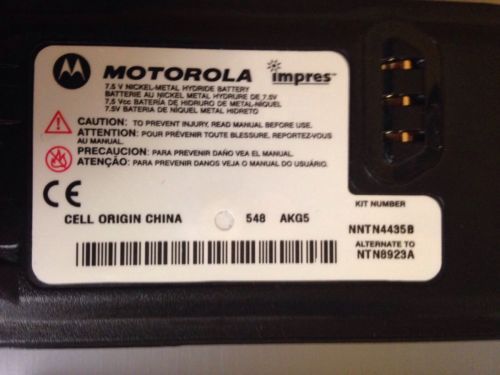 MOTOROLA impres™
7.5 V NICKEL-METAL HYDRIDE BATTERY
BATTERIE AU NICKEL METAL HYDRURE DE 7.5V
7,5 Vcc BATERÍA DE HIDRURO DE METAL-NÍQUEL
7.5V BATERIA DE NÍQUEL METAL HIDRETO
CAUTION: TO PREVENT INJURY, READ MANUAL BEFORE USE.
ATTENTION: POUR PRÉVENIR TOUTE BLESSURE, REPORTEZ-VOUS
AU MANUAL.
PRECAUCION: PARA PREVENIR DAÑO VEA EL MANUAL.
ATENÇÃO: PARA PREVENIR DANOS VEJA O MANUAL DO USUÁRIO.
CE
KIT NUMBER
CELL ORIGIN CHINA 548 AKG5
NNTN4435B
ALTERNATE TO
NTN8923A